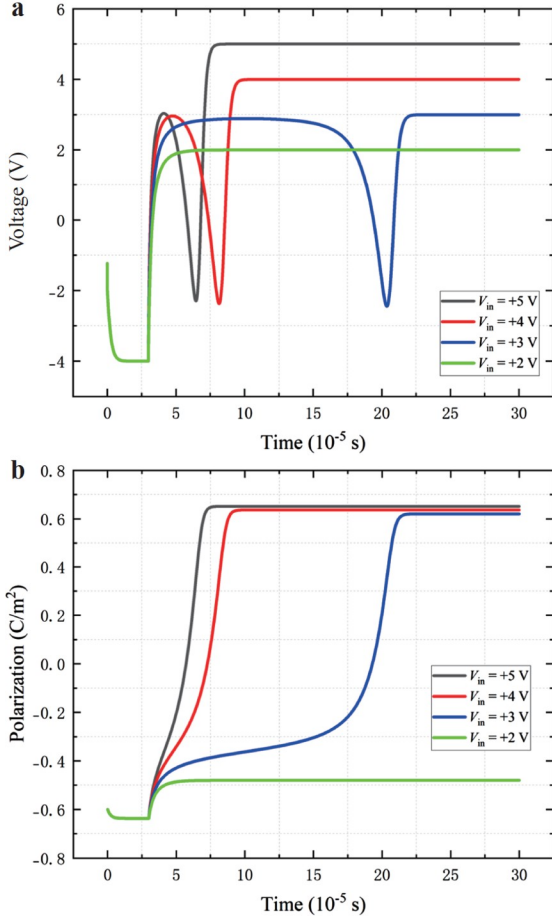 a
6
4
2
0
-2
-4
Voltage (V)
V_in = +5 V
V_in = +4 V
V_in = +3 V
V_in = +2 V
0 5 10 15 20 25 30
Time (10^-5 s)
b
0.8
0.6
0.4
0.2
0.0
-0.2
-0.4
-0.6
-0.8
Polarization (C/m²)
V_in = +5 V
V_in = +4 V
V_in = +3 V
V_in = +2 V
0 5 10 15 20 25 30
Time (10^-5 s)